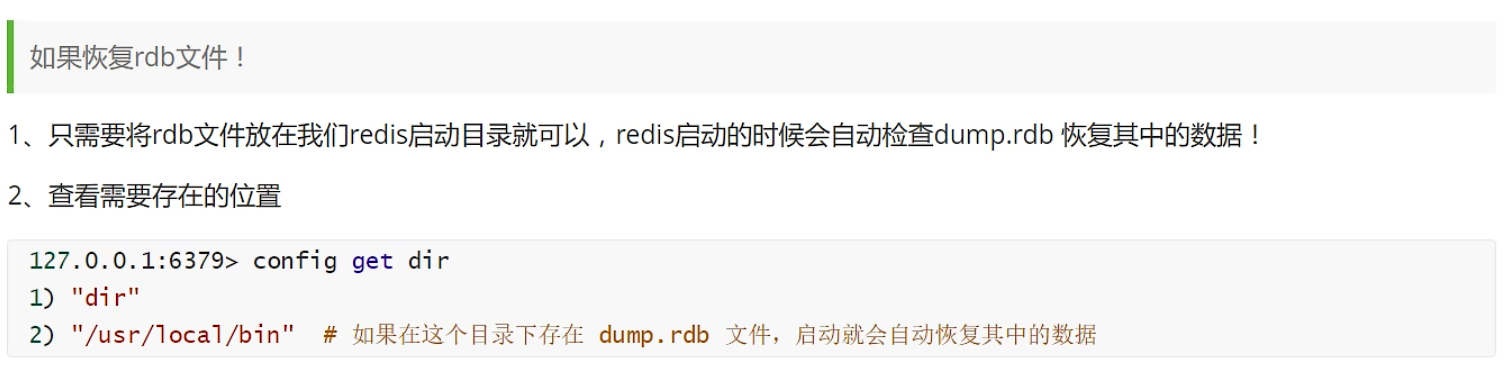 如果恢复rdb文件！
1、只需要将rdb文件放在我们redis启动目录就可以，redis启动的时候会自动检查dump.rdb 恢复其中的数据！
2、查看需要存在的位置
127.0.0.1:6379> config get dir
1) "dir"
2) "/usr/local/bin"  # 如果在这个目录下存在 dump.rdb 文件，启动就会自动恢复其中的数据